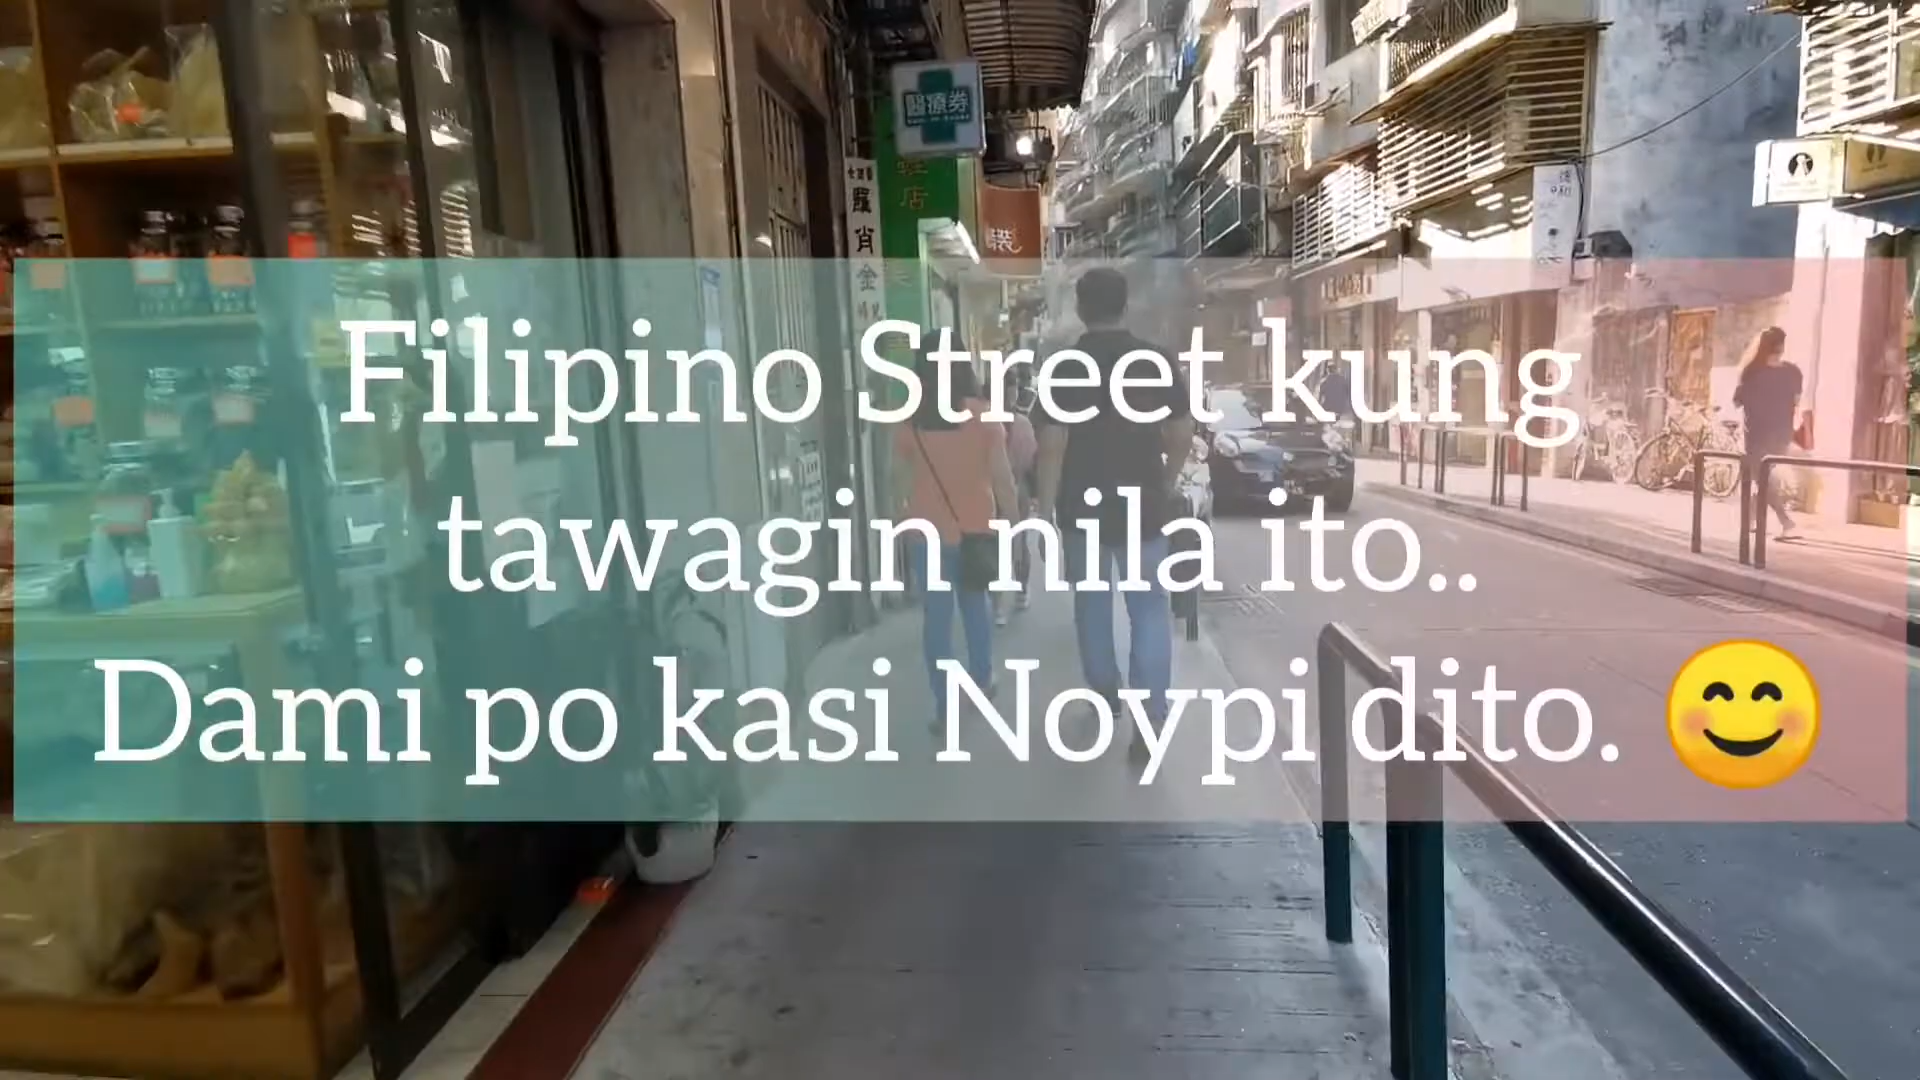 醫療券
Filipino Street kung
tawagin nila ito..
Dami po kasi Noypi dito. 😊